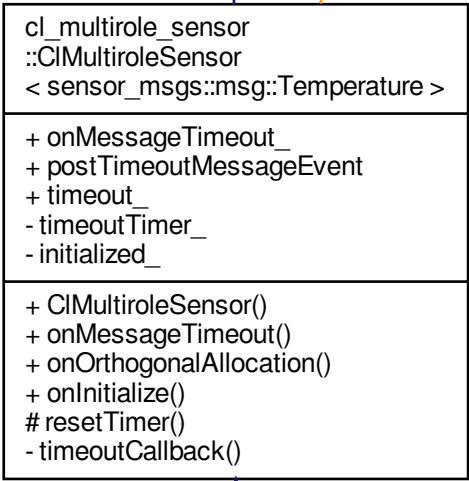 cl_multirole_sensor
::ClMultiroleSensor
< sensor_msgs::msg::Temperature >
+ onMessageTimeout_
+ postTimeoutMessageEvent
+ timeout_
- timeoutTimer_
- initialized_
+ ClMultiroleSensor()
+ onMessageTimeout()
+ onOrthogonalAllocation()
+ onInitialize()
# resetTimer()
- timeoutCallback()